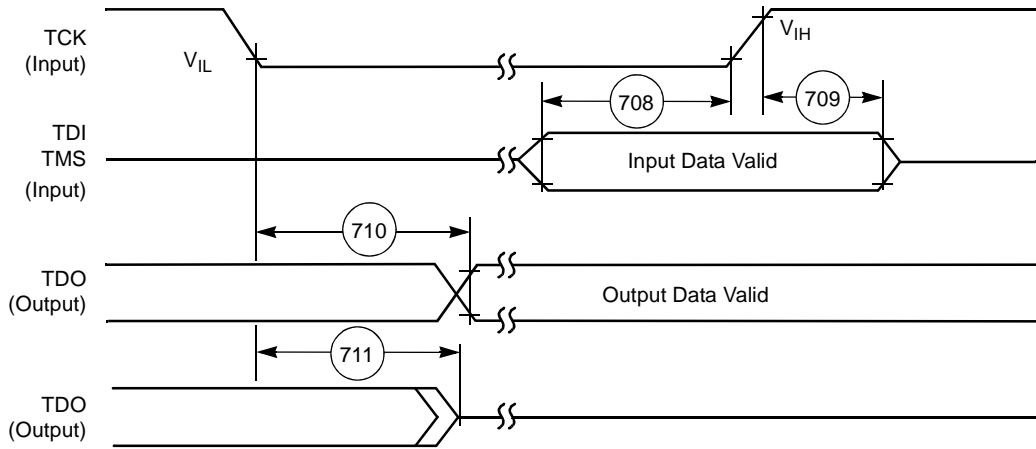 TCK
(Input)
VIL
VIH
708
709
TDI
TMS
(Input)
Input Data Valid
710
TDO
(Output)
Output Data Valid
711
TDO
(Output)